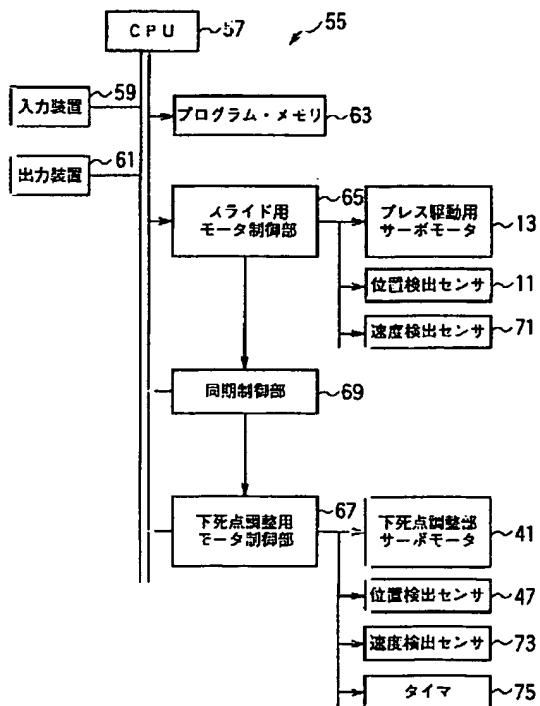 CPU
57
55
入力装置
59
プログラム・メモリ
63
出力装置
61
スライド用
モータ制御部
65
プレス駆動用
サーボモータ
13
位置検出センサ
11
速度検出センサ
71
同期制御部
69
下死点調整用
モータ制御部
67
下死点調整部
サーボモータ
41
位置検出センサ
47
速度検出センサ
73
タイマ
75